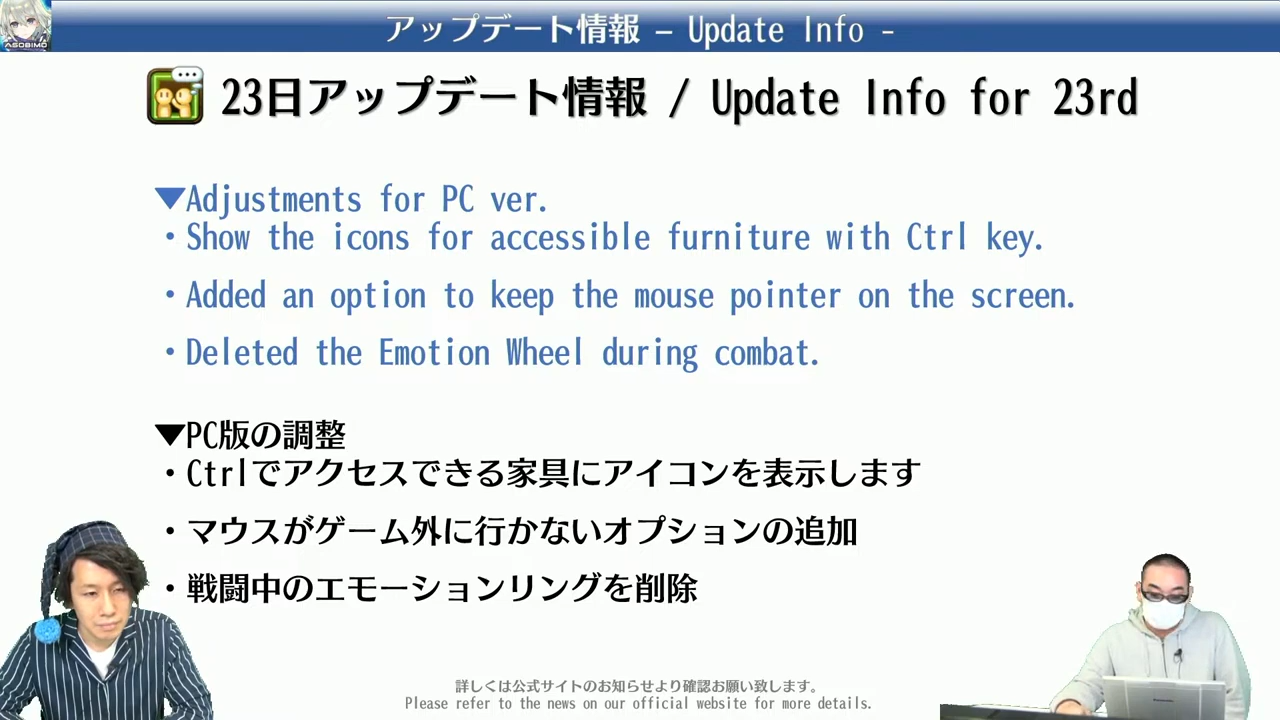 ASOBIMO
アップデート情報 – Update Info -
23日アップデート情報 / Update Info for 23rd
▼Adjustments for PC ver.
・Show the icons for accessible furniture with Ctrl key.
・Added an option to keep the mouse pointer on the screen.
・Deleted the Emotion Wheel during combat.
▼PC版の調整
・Ctrlでアクセスできる家具にアイコンを表示します
・マウスがゲーム外に行かないオプションの追加
・戦闘中のエモーションリングを削除
詳しくは公式サイトのお知らせより確認お願い致します。
Please refer to the news on our official website for more details.